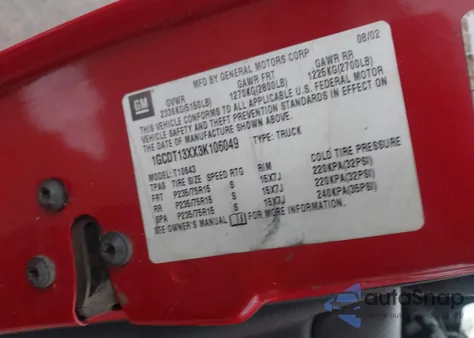 08/02
MFD BY GENERAL MOTORS CORP
GM
GVWR GAWR FRT GAWR RR
2336KG(5150LB) 1270KG(2800LB) 1225KG(2700LB)
THIS VEHICLE CONFORMS TO ALL APPLICABLE U.S. FEDERAL MOTOR
VEHICLE SAFETY AND THEFT PREVENTION STANDARDS IN EFFECT ON
THE DATE OF MANUFACTURE SHOWN ABOVE.
1GCDT13XX3K106049 TYPE: TRUCK
MODEL: T10643
TIRE SIZE SPEED RTG RIM COLD TIRE PRESSURE
FRT P235/75R15 S 15X7J 220KPA(32PSI)
RR P235/75R15 S 15X7J 220KPA(32PSI)
SPA P235/75R15 S 15X7J 240KPA(35PSI)
SEE OWNER'S MANUAL FOR MORE INFORMATION.
autoSnap